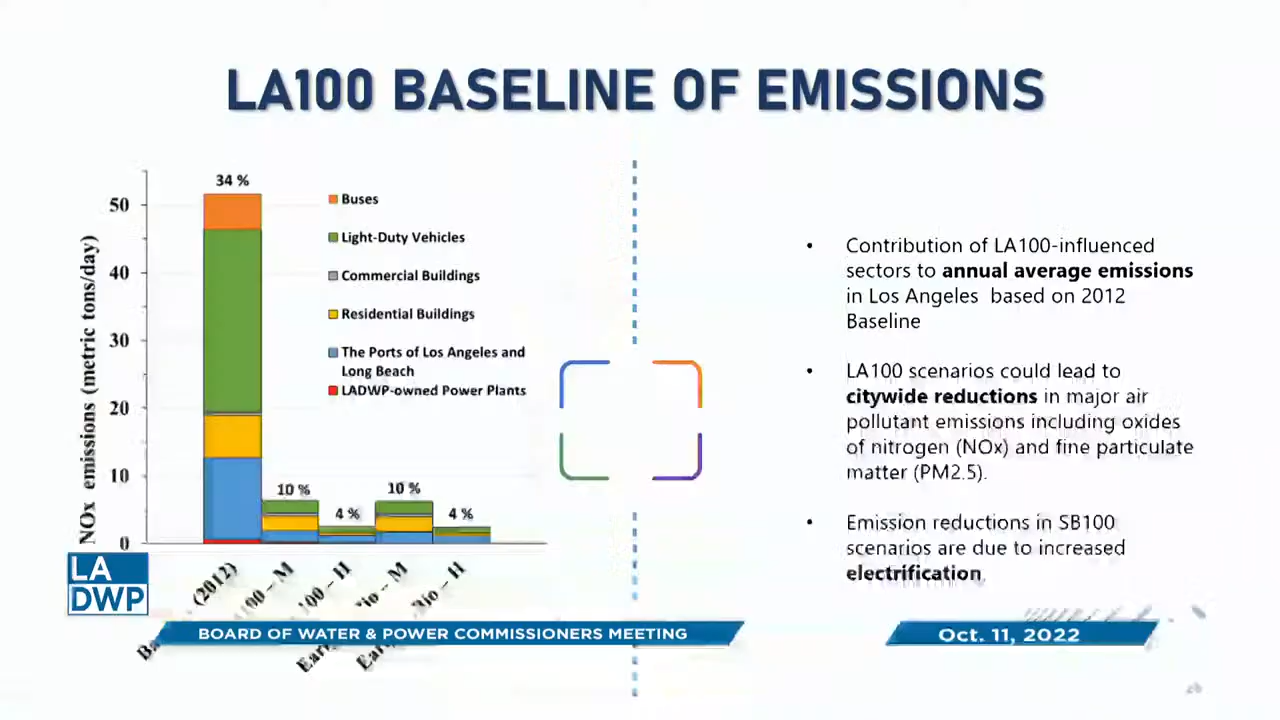 LA100 BASELINE OF EMISSIONS
NOx emissions (metric tons/day)
50
40
30
20
10
0
34 %
10 %
4 %
10 %
4 %
Buses
Light-Duty Vehicles
Commercial Buildings
Residential Buildings
The Ports of Los Angeles and
Long Beach
LADWP-owned Power Plants
(2012)
– M
– H
– M
– H
• Contribution of LA100-influenced
sectors to annual average emissions
in Los Angeles based on 2012
Baseline
• LA100 scenarios could lead to
citywide reductions in major air
pollutant emissions including oxides
of nitrogen (NOx) and fine particulate
matter (PM2.5).
• Emission reductions in SB100
scenarios are due to increased
electrification
LA
DWP
BOARD OF WATER & POWER COMMISSIONERS MEETING
Oct. 11, 2022